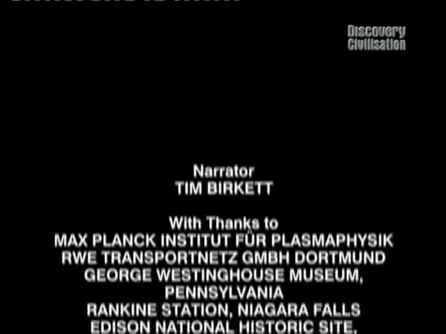 Discovery
Civilisation
Narrator
TIM BIRKETT
With Thanks to
MAX PLANCK INSTITUT FÜR PLASMAPHYSIK
RWE TRANSPORTNETZ GMBH DORTMUND
GEORGE WESTINGHOUSE MUSEUM,
PENNSYLVANIA
RANKINE STATION, NIAGARA FALLS
EDISON NATIONAL HISTORIC SITE.